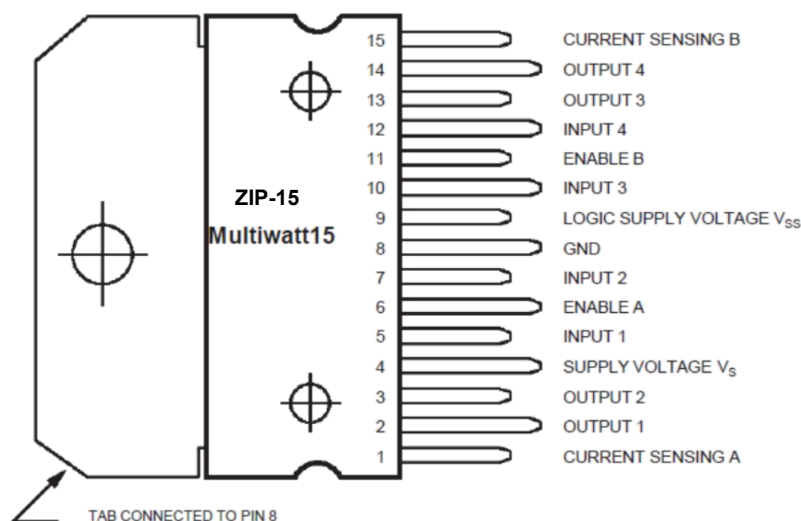 15 CURRENT SENSING B
14 OUTPUT 4
13 OUTPUT 3
12 INPUT 4
11 ENABLE B
10 INPUT 3
ZIP-15
9 LOGIC SUPPLY VOLTAGE VSS
Multiwatt15
8 GND
7 INPUT 2
6 ENABLE A
5 INPUT 1
4 SUPPLY VOLTAGE VS
3 OUTPUT 2
2 OUTPUT 1
1 CURRENT SENSING A
TAB CONNECTED TO PIN 8